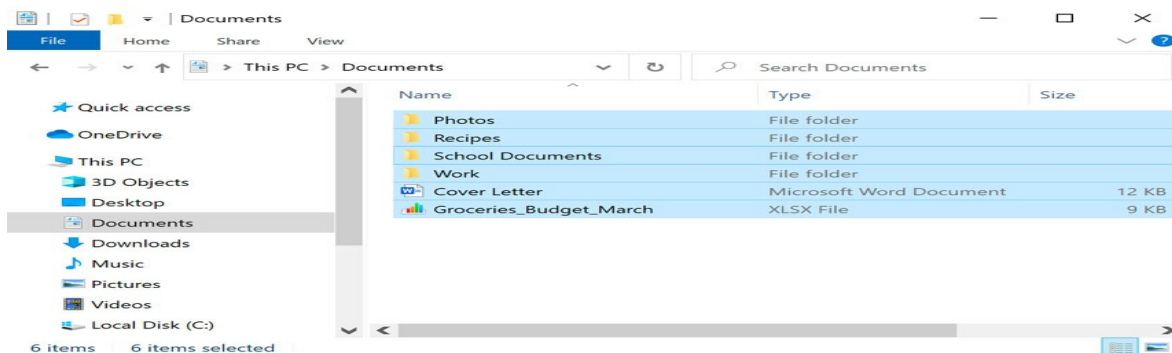 Documents
File Home Share View
This PC > Documents
Search Documents
Quick access
OneDrive
This PC
3D Objects
Desktop
Documents
Downloads
Music
Pictures
Videos
Local Disk (C:)
Name Type Size
Photos File folder
Recipes File folder
School Documents File folder
Work File folder
Cover Letter Microsoft Word Document 12 KB
Groceries_Budget_March XLSX File 9 KB
6 items 6 items selected